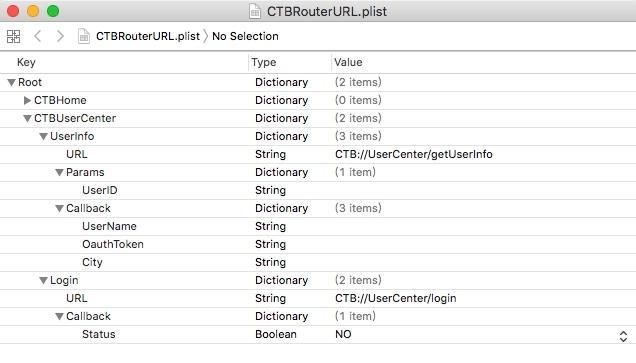 CTBRouterURL.plist
CTBRouterURL.plist No Selection
Key Type Value
Root Dictionary (2 items)
CTBHome Dictionary (0 items)
CTBUserCenter Dictionary (2 items)
UserInfo Dictionary (3 items)
URL String CTB://UserCenter/getUserInfo
Params Dictionary (1 item)
UserID String
Callback Dictionary (3 items)
UserName String
OauthToken String
City String
Login Dictionary (2 items)
URL String CTB://UserCenter/login
Callback Dictionary (1 item)
Status Boolean NO